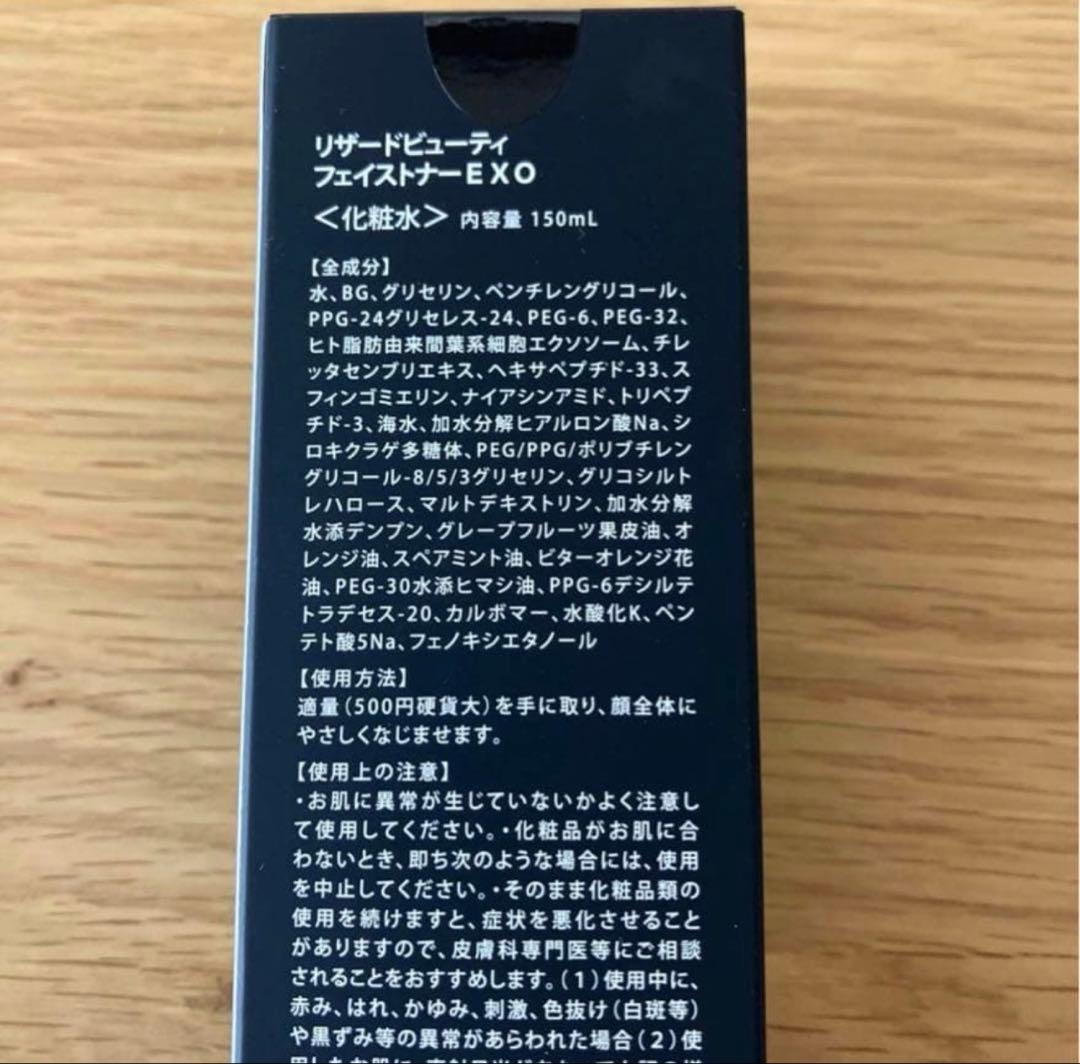 リザードビューティ
フェイストナーEXO
＜化粧水＞ 内容量 150mL
【全成分】
水、BG、グリセリン、ペンチレングリコール、
PPG-24グリセレス-24、PEG-6、PEG-32、
ヒト脂肪由来間葉系細胞エクソソーム、チレ
ッタセンブリエキス、ヘキサペプチド-33、ス
フィンゴミエリン、ナイアシンアミド、トリペプ
チド-3、海水、加水分解ヒアルロン酸Na、シ
ロキクラゲ多糖体、PEG/PPG/ポリブチレン
グリコール-8/5/3グリセリン、グリコシルト
レハロース、マルトデキストリン、加水分解
水添デンプン、グレープフルーツ果皮油、オ
レンジ油、スペアミント油、ビターオレンジ花
油、PEG-30水添ヒマシ油、PPG-6デシルテ
トラデセス-20、カルボマー、水酸化K、ペン
テト酸5Na、フェノキシエタノール
【使用方法】
適量（500円硬貨大）を手に取り、顔全体に
やさしくなじませます。
【使用上の注意】
・お肌に異常が生じていないかよく注意し
て使用してください。・化粧品がお肌に合
わないとき、即ち次のような場合には、使用
を中止してください。・そのまま化粧品類の
使用を続けますと、症状を悪化させること
がありますので、皮膚科専門医等にご相談
されることをおすすめします。（1）使用中に、
赤み、はれ、かゆみ、刺激、色抜け（白斑等）
や黒ずみ等の異常があらわれた場合（2）使